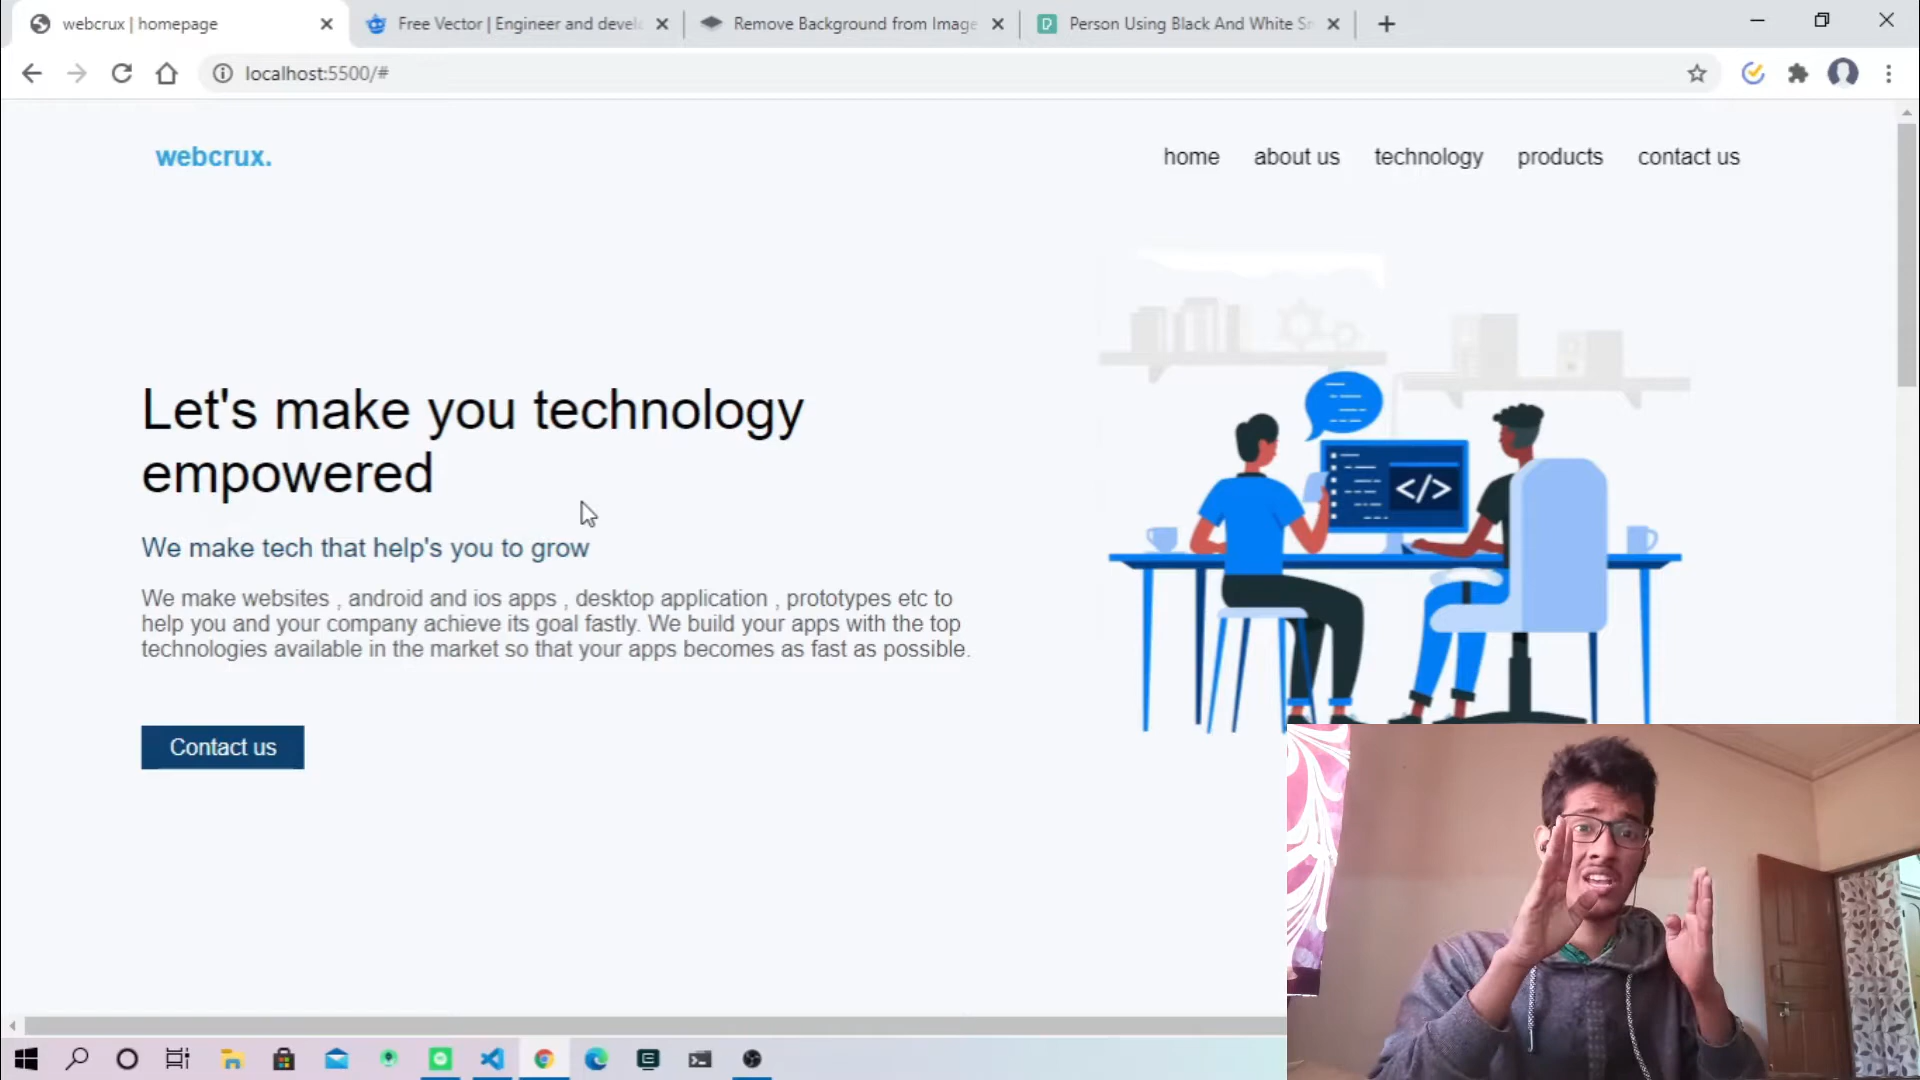 webcrux | homepage
Free Vector | Engineer and devel
Remove Background from Image
Person Using Black And White Sm
localhost:5500/#
webcrux.
home about us technology products contact us
Let's make you technology
empowered
We make tech that help's you to grow
We make websites , android and ios apps , desktop application , prototypes etc to
help you and your company achieve its goal fastly. We build your apps with the top
technologies available in the market so that your apps becomes as fast as possible.
Contact us
</>